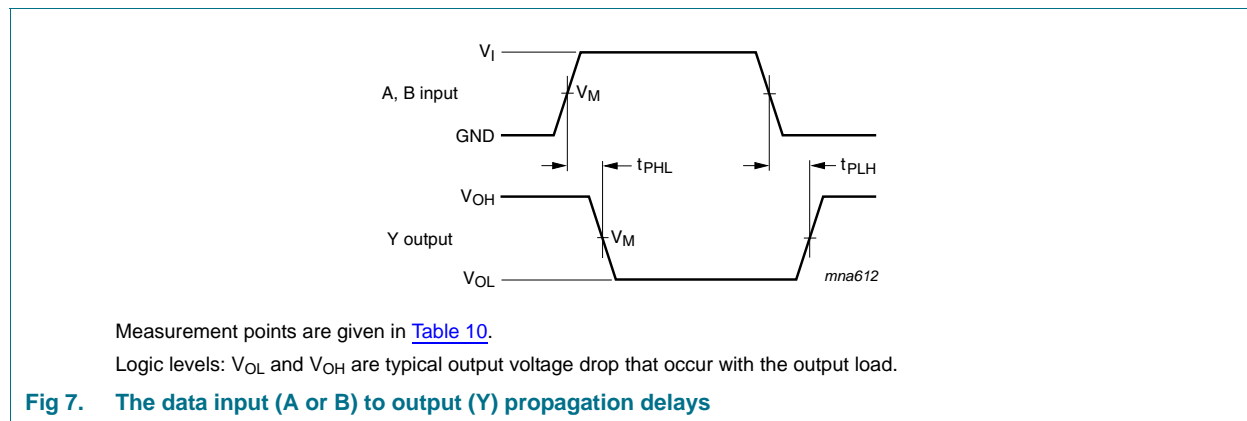 V_I
A, B input
V_M
GND
t_PHL
t_PLH
V_OH
Y output
V_M
V_OL
mna612
Measurement points are given in Table 10.
Logic levels: V_OL and V_OH are typical output voltage drop that occur with the output load.
Fig 7. The data input (A or B) to output (Y) propagation delays